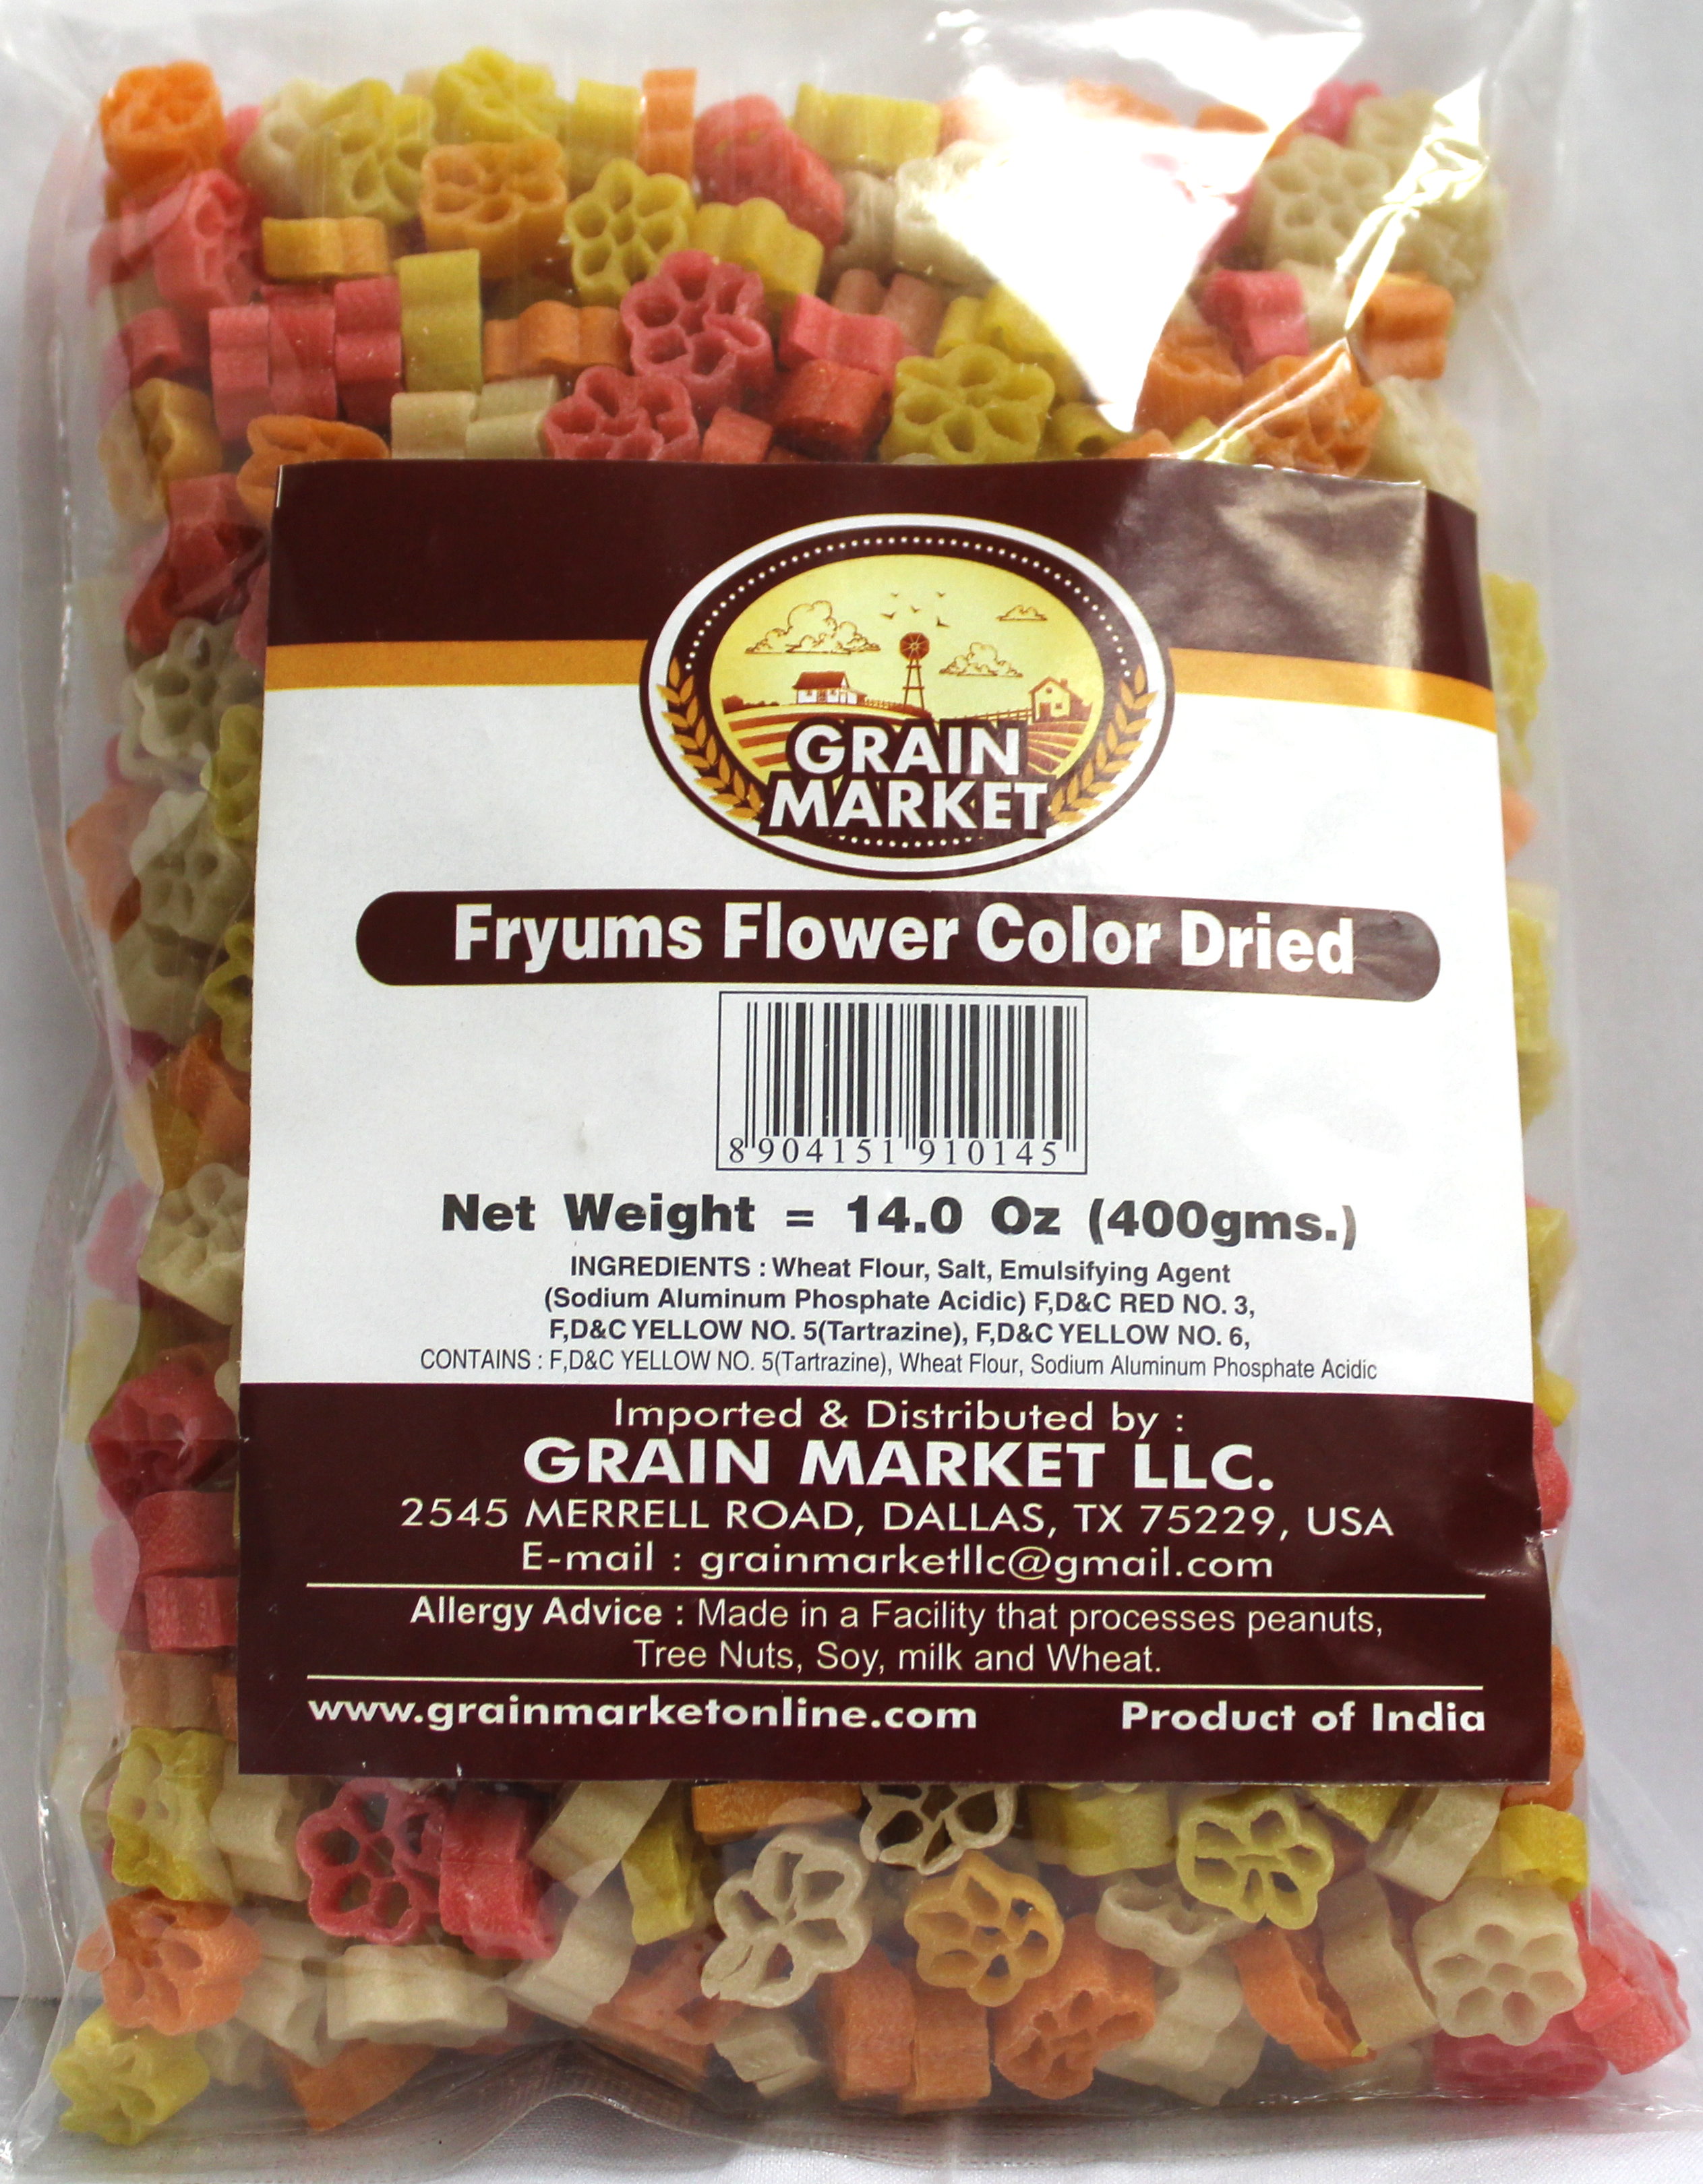 GRAIN
MARKET
Fryums Flower Color Dried
8 904151 910145
Net Weight = 14.0 Oz (400gms.)
INGREDIENTS : Wheat Flour, Salt, Emulsifying Agent
(Sodium Aluminum Phosphate Acidic) F,D&C RED NO. 3,
F,D&C YELLOW NO. 5(Tartrazine), F,D&C YELLOW NO. 6,
CONTAINS : F,D&C YELLOW NO. 5(Tartrazine), Wheat Flour, Sodium Aluminum Phosphate Acidic
Imported & Distributed by :
GRAIN MARKET LLC.
2545 MERRELL ROAD, DALLAS, TX 75229, USA
E-mail : grainmarketllc@gmail.com
Allergy Advice : Made in a Facility that processes peanuts,
Tree Nuts, Soy, milk and Wheat.
www.grainmarketonline.com Product of India